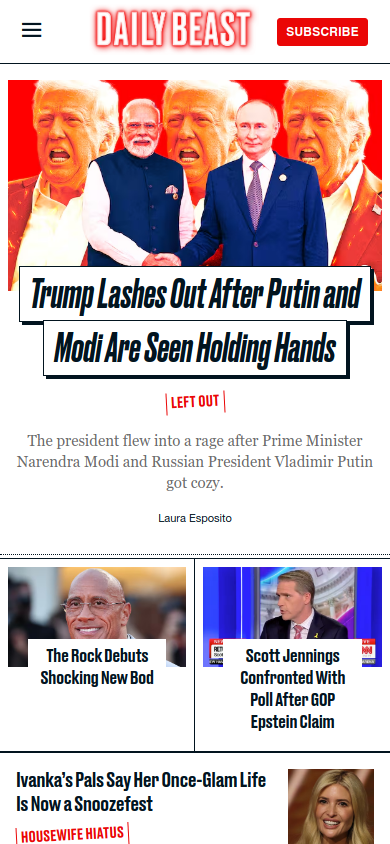 DAILY BEAST
SUBSCRIBE
Trump Lashes Out After Putin and
Modi Are Seen Holding Hands
LEFT OUT
The president flew into a rage after Prime Minister
Narendra Modi and Russian President Vladimir Putin
got cozy.
Laura Esposito
The Rock Debuts
Shocking New Bod
Scott Jennings
Confronted With
Poll After GOP
Epstein Claim
Ivanka's Pals Say Her Once-Glam Life
Is Now a Snoozefest
HOUSEWIFE HIATUS